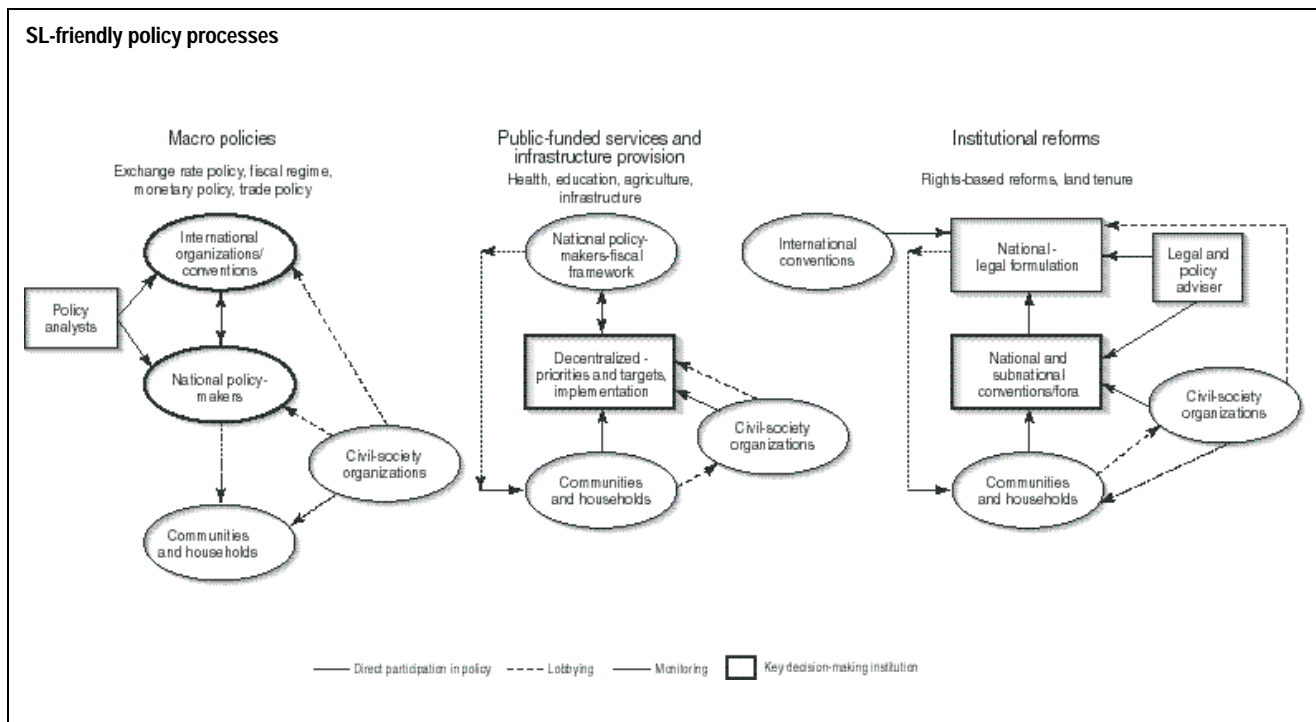 SL-friendly policy processes
Macro policies
Exchange rate policy, fiscal regime,
monetary policy, trade policy
International
organizations/
conventions
Policy
analysts
National policy-
makers
Civil-society
organizations
Communities
and households
Public-funded services and
infrastructure provision
Health, education, agriculture,
infrastructure
National policy-
makers-fiscal
framework
Decentralized -
priorities and targets,
implementation
Civil-society
organizations
Communities
and households
Institutional reforms
Rights-based reforms, land tenure
International
conventions
National -
legal formulation
Legal and
policy
adviser
National and
subnational
conventions/fora
Civil-society
organizations
Communities
and households
Direct participation in policy
Lobbying
Monitoring
Key decision-making institution